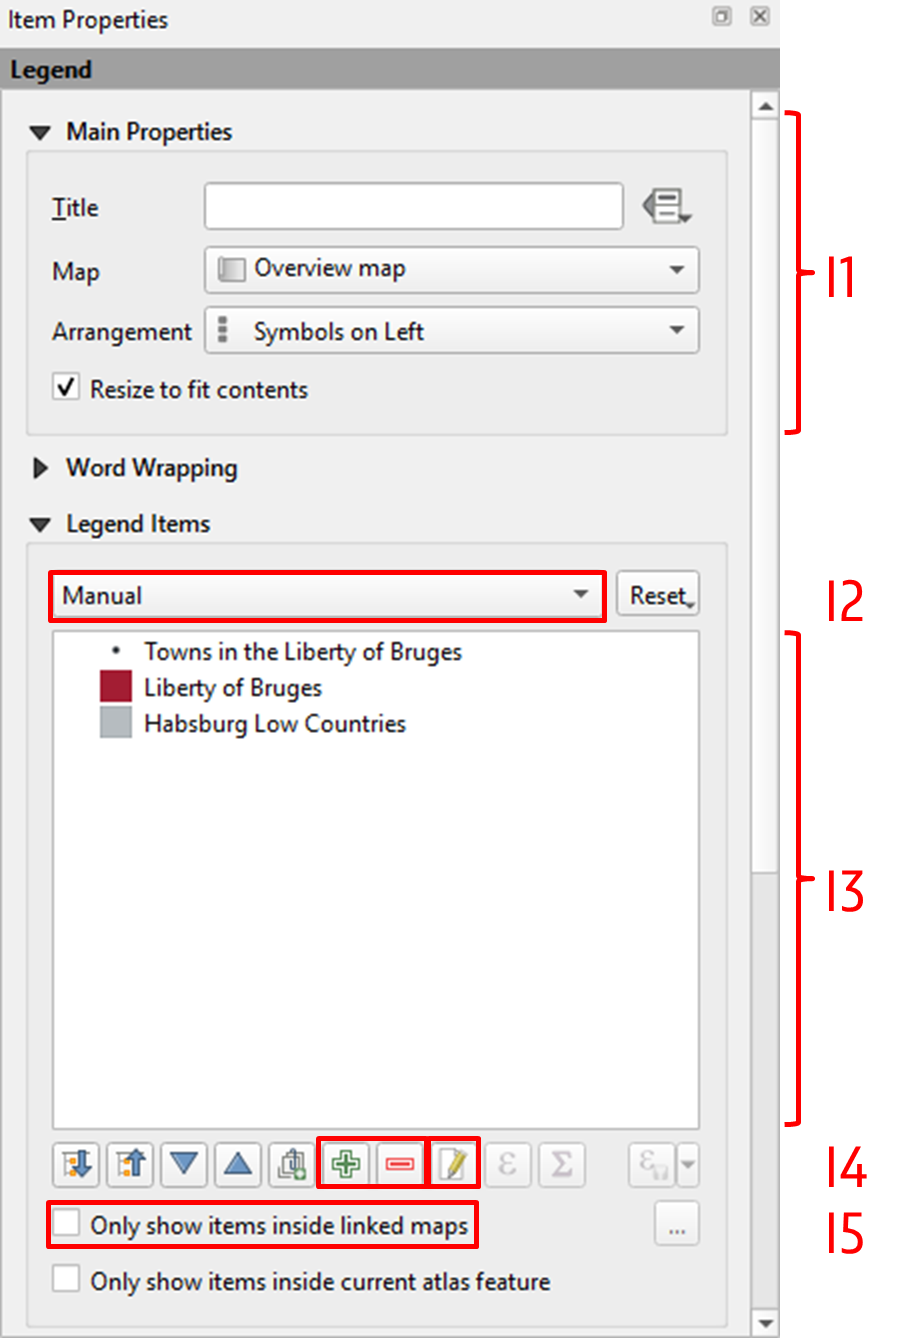 Item Properties
Legend
Main Properties
Title
Map Overview map
Arrangement Symbols on Left
Resize to fit contents
I1
Word Wrapping
Legend Items
Manual Reset
I2
Towns in the Liberty of Bruges
Liberty of Bruges
Habsburg Low Countries
I3
ε Σ ε
I4
Only show items inside linked maps ...
I5
Only show items inside current atlas feature